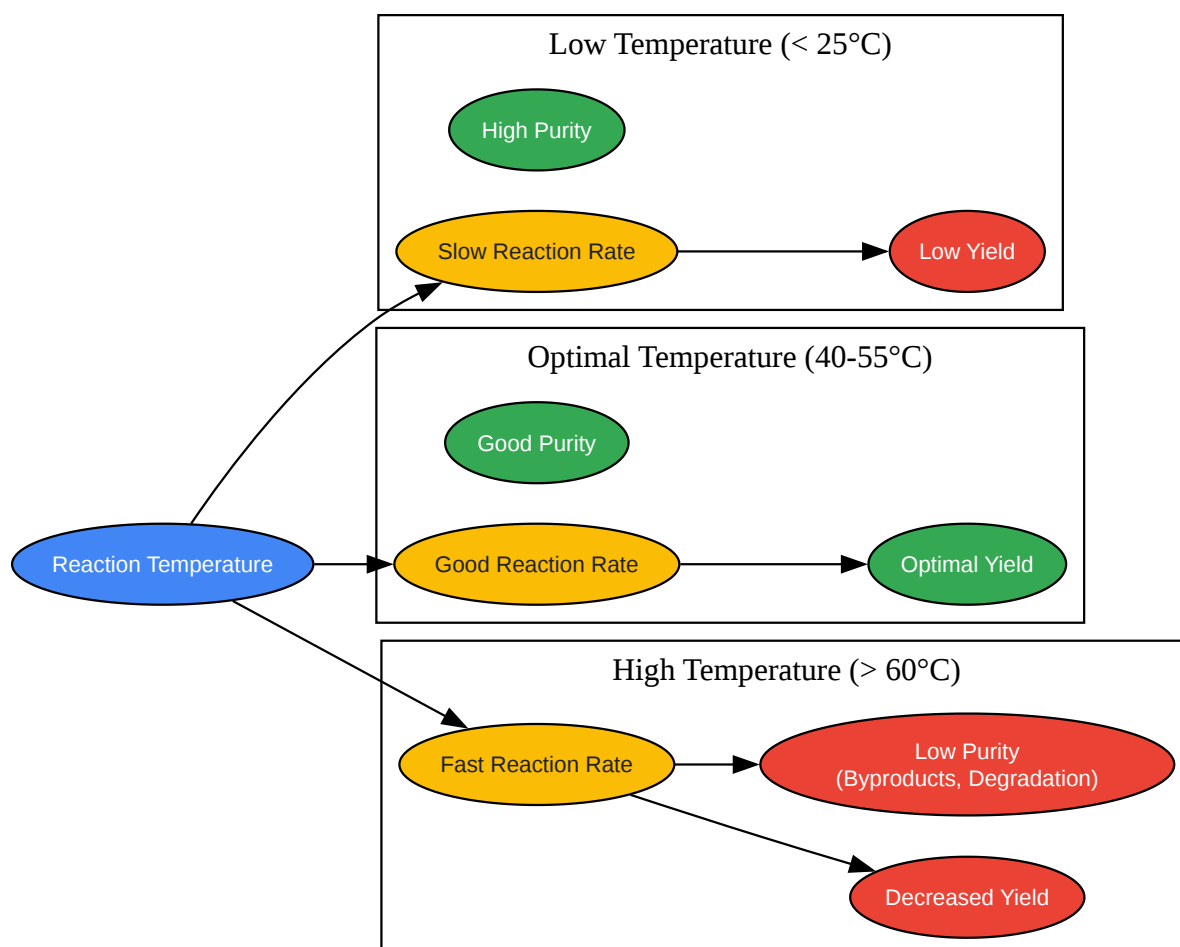 Low Temperature (< 25°C)
High Purity
Slow Reaction Rate
Low Yield
Optimal Temperature (40-55°C)
Good Purity
Reaction Temperature
Good Reaction Rate
Optimal Yield
High Temperature (> 60°C)
Fast Reaction Rate
Low Purity
(Byproducts, Degradation)
Decreased Yield